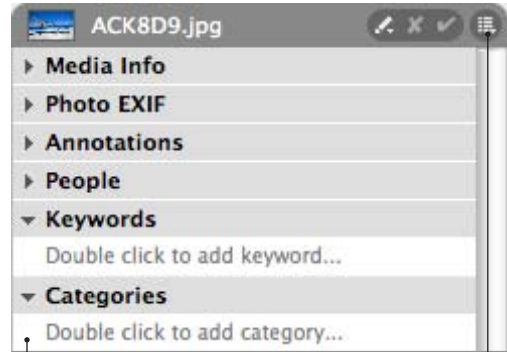 ACK8D9.jpg
Media Info
Photo EXIF
Annotations
People
Keywords
Double click to add keyword...
Categories
Double click to add category...